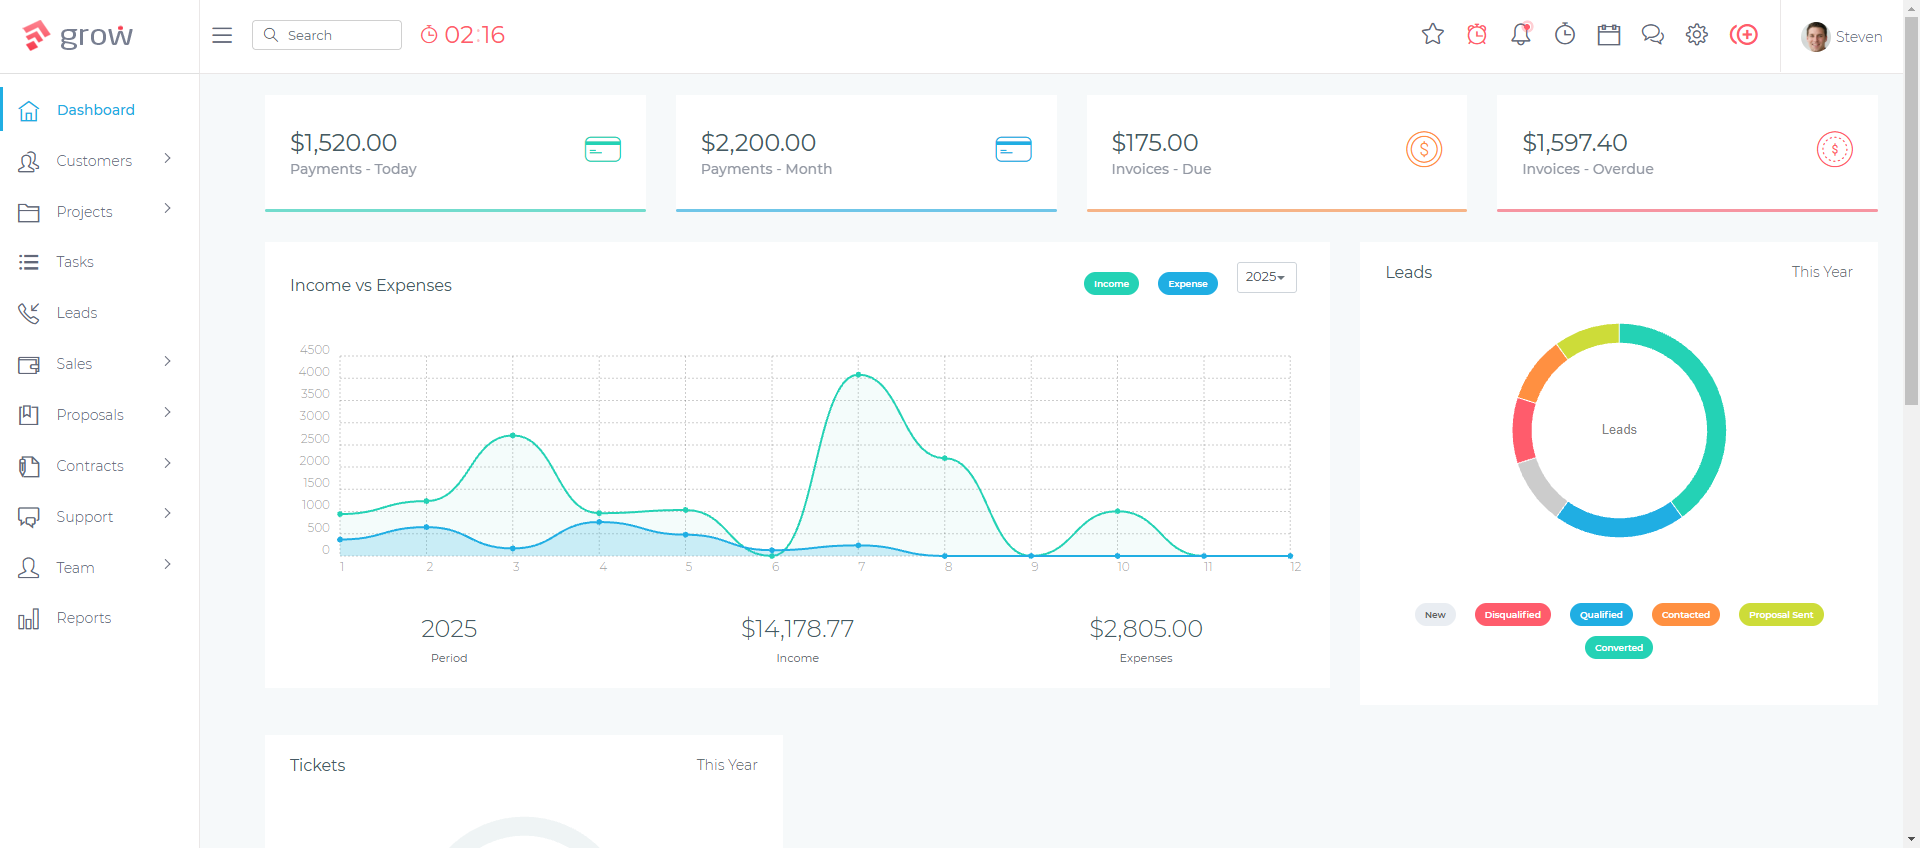 grow
Search
02:16
Steven
Dashboard
Customers
Projects
Tasks
Leads
Sales
Proposals
Contracts
Support
Team
Reports
$1,520.00
Payments - Today
$2,200.00
Payments - Month
$175.00
Invoices - Due
$1,597.40
Invoices - Overdue
Income vs Expenses
Income
Expense
2025
4500
4000
3500
3000
2500
2000
1500
1000
500
0
1 2 3 4 5 6 7 8 9 10 11 12
2025
Period
$14,178.77
Income
$2,805.00
Expenses
Leads
This Year
Leads
New Disqualified Qualified Contacted Proposal Sent
Converted
Tickets
This Year